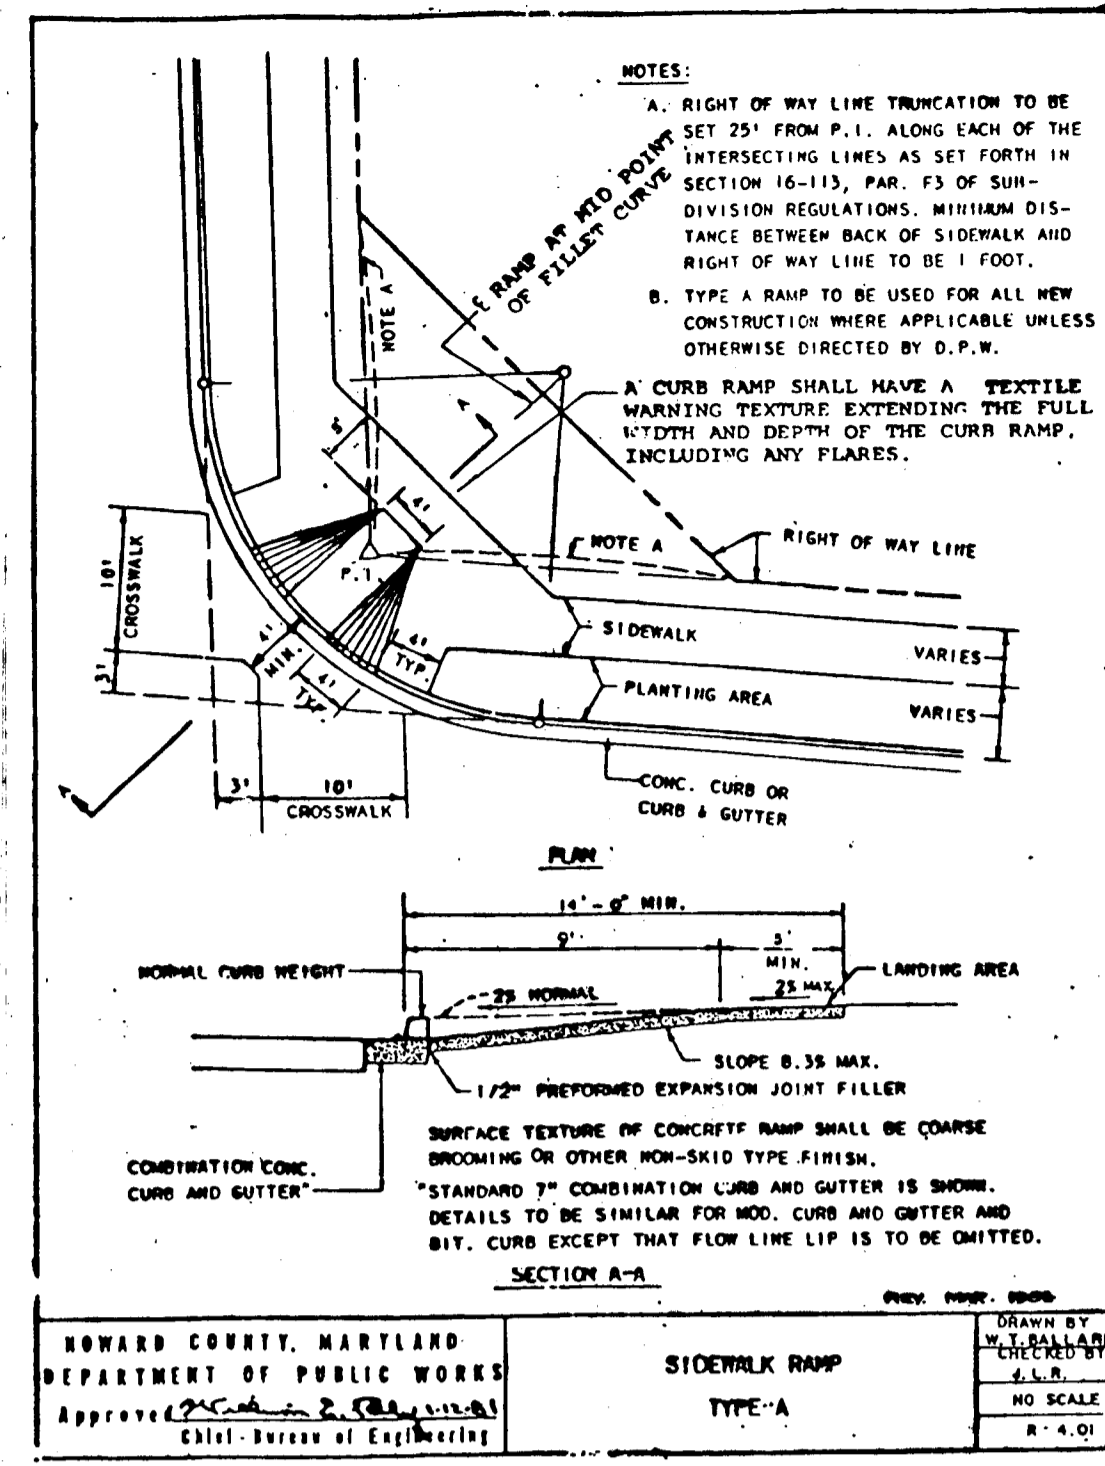 NOTES:
A. RIGHT OF WAY LINE TRUNCATION TO BE
SET 25' FROM P.I. ALONG EACH OF THE
INTERSECTING LINES AS SET FORTH IN
SECTION 16-113, PAR. F3 OF SUH-
DIVISION REGULATIONS. MINIMUM DIS-
TANCE BETWEEN BACK OF SIDEWALK AND
RIGHT OF WAY LINE TO BE 1 FOOT.
B. TYPE A RAMP TO BE USED FOR ALL NEW
CONSTRUCTION WHERE APPLICABLE UNLESS
OTHERWISE DIRECTED BY D.P.W.
A CURB RAMP SHALL HAVE A TEXTILE
WARNING TEXTURE EXTENDING THE FULL
WIDTH AND DEPTH OF THE CURB RAMP,
INCLUDING ANY FLARES.
℄ RAMP AT MID POINT
OF FILLET CURVE
NOTE A
A
5'
4'
NOTE A
RIGHT OF WAY LINE
P.I.
10'
CROSSWALK
3'
4'
MIN.
4'
TYP.
4'
TYP.
SIDEWALK
VARIES
PLANTING AREA
VARIES
A
3'
10'
CROSSWALK
CONC. CURB OR
CURB & GUTTER
PLAN
14'-0" MIN.
9'
5'
MIN.
NORMAL CURB HEIGHT
2% NORMAL
2% MAX.
LANDING AREA
SLOPE 8.3% MAX.
1/2" PREFORMED EXPANSION JOINT FILLER
COMBINATION CONC.
CURB AND GUTTER"
SURFACE TEXTURE OF CONCRETE RAMP SHALL BE COARSE
BROOMING OR OTHER NON-SKID TYPE FINISH.
"STANDARD 7" COMBINATION CURB AND GUTTER IS SHOWN.
DETAILS TO BE SIMILAR FOR MOD. CURB AND GUTTER AND
BIT. CURB EXCEPT THAT FLOW LINE LIP IS TO BE OMITTED.
SECTION A-A
REV. MAR.
HOWARD COUNTY, MARYLAND
DEPARTMENT OF PUBLIC WORKS
Approved 1-12-81
Chief-Bureau of Engineering
SIDEWALK RAMP
TYPE A
DRAWN BY
W.T. BALLARD
CHECKED BY
J.L.R.
NO SCALE
R-4.01